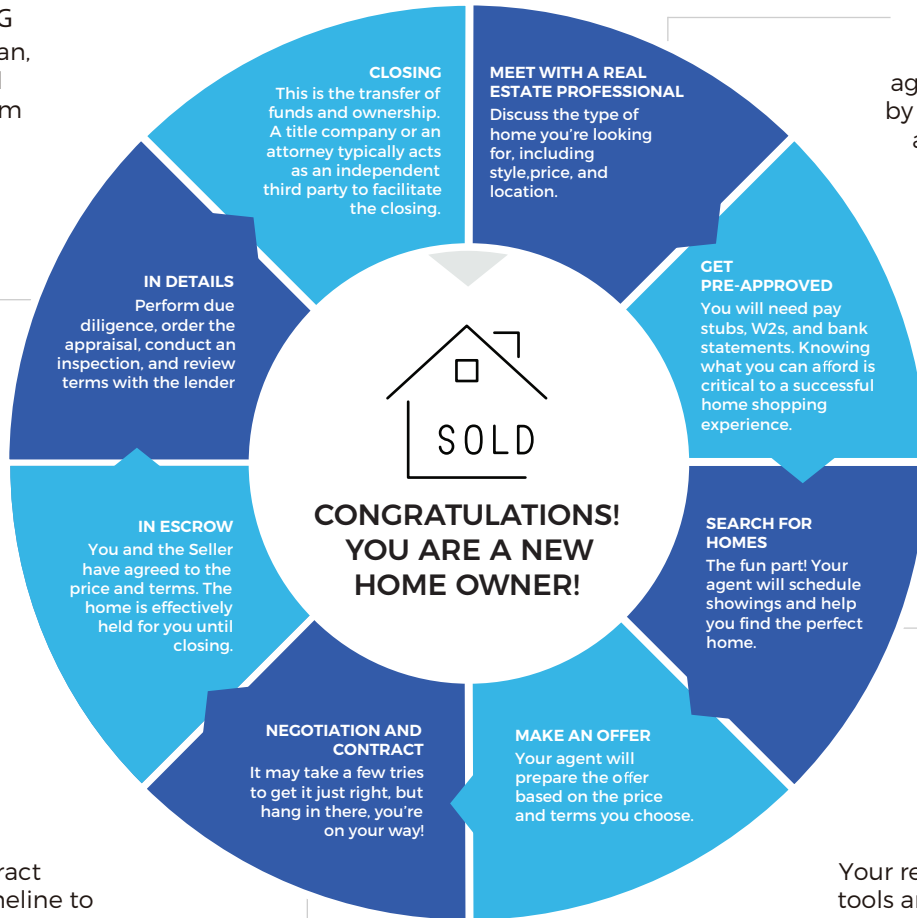 G
an,
m
CLOSING
This is the transfer of
funds and ownership.
A title company or an
attorney typically acts
as an independent
third party to facilitate
the closing.
MEET WITH A REAL
ESTATE PROFESSIONAL
Discuss the type of
home you're looking
for, including
style,price, and
location.
ag
by
a
GET
PRE-APPROVED
You will need pay
stubs, W2s, and bank
statements. Knowing
what you can afford is
critical to a successful
home shopping
experience.
SEARCH FOR
HOMES
The fun part! Your
agent will schedule
showings and help
you find the perfect
home.
MAKE AN OFFER
Your agent will
prepare the offer
based on the price
and terms you choose.
NEGOTIATION AND
CONTRACT
It may take a few tries
to get it just right, but
hang in there, you're
on your way!
IN ESCROW
You and the Seller
have agreed to the
price and terms. The
home is effectively
held for you until
closing.
IN DETAILS
Perform due
diligence, order the
appraisal, conduct an
inspection, and review
terms with the lender
SOLD
CONGRATULATIONS!
YOU ARE A NEW
HOME OWNER!
ract
neline to
Your re
tools a